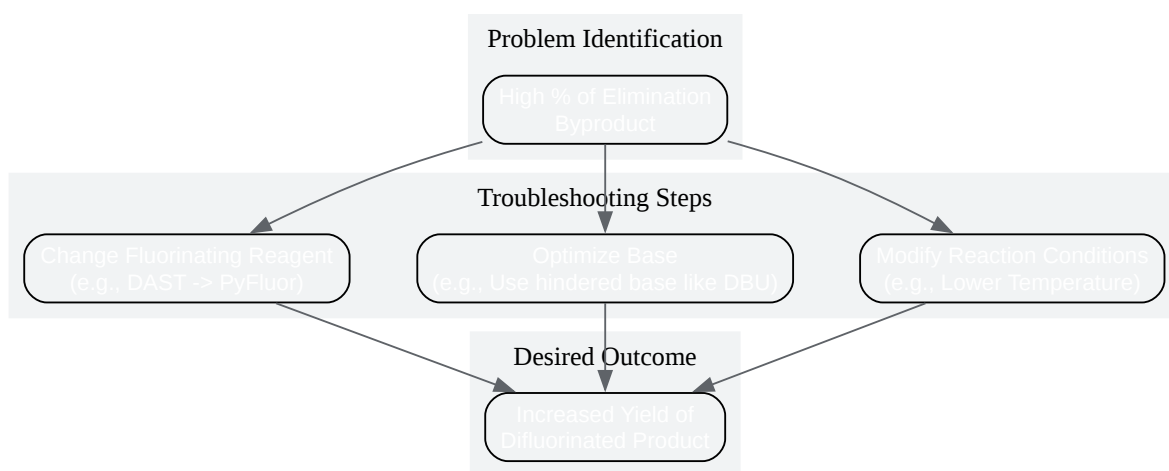 Problem Identification
High % of Elimination
Byproduct
Troubleshooting Steps
Change Fluorinating Reagent
(e.g., DAST -> PyFluor)
Optimize Base
(e.g., Use hindered base like DBU)
Modify Reaction Conditions
(e.g., Lower Temperature)
Desired Outcome
Increased Yield of
Difluorinated Product